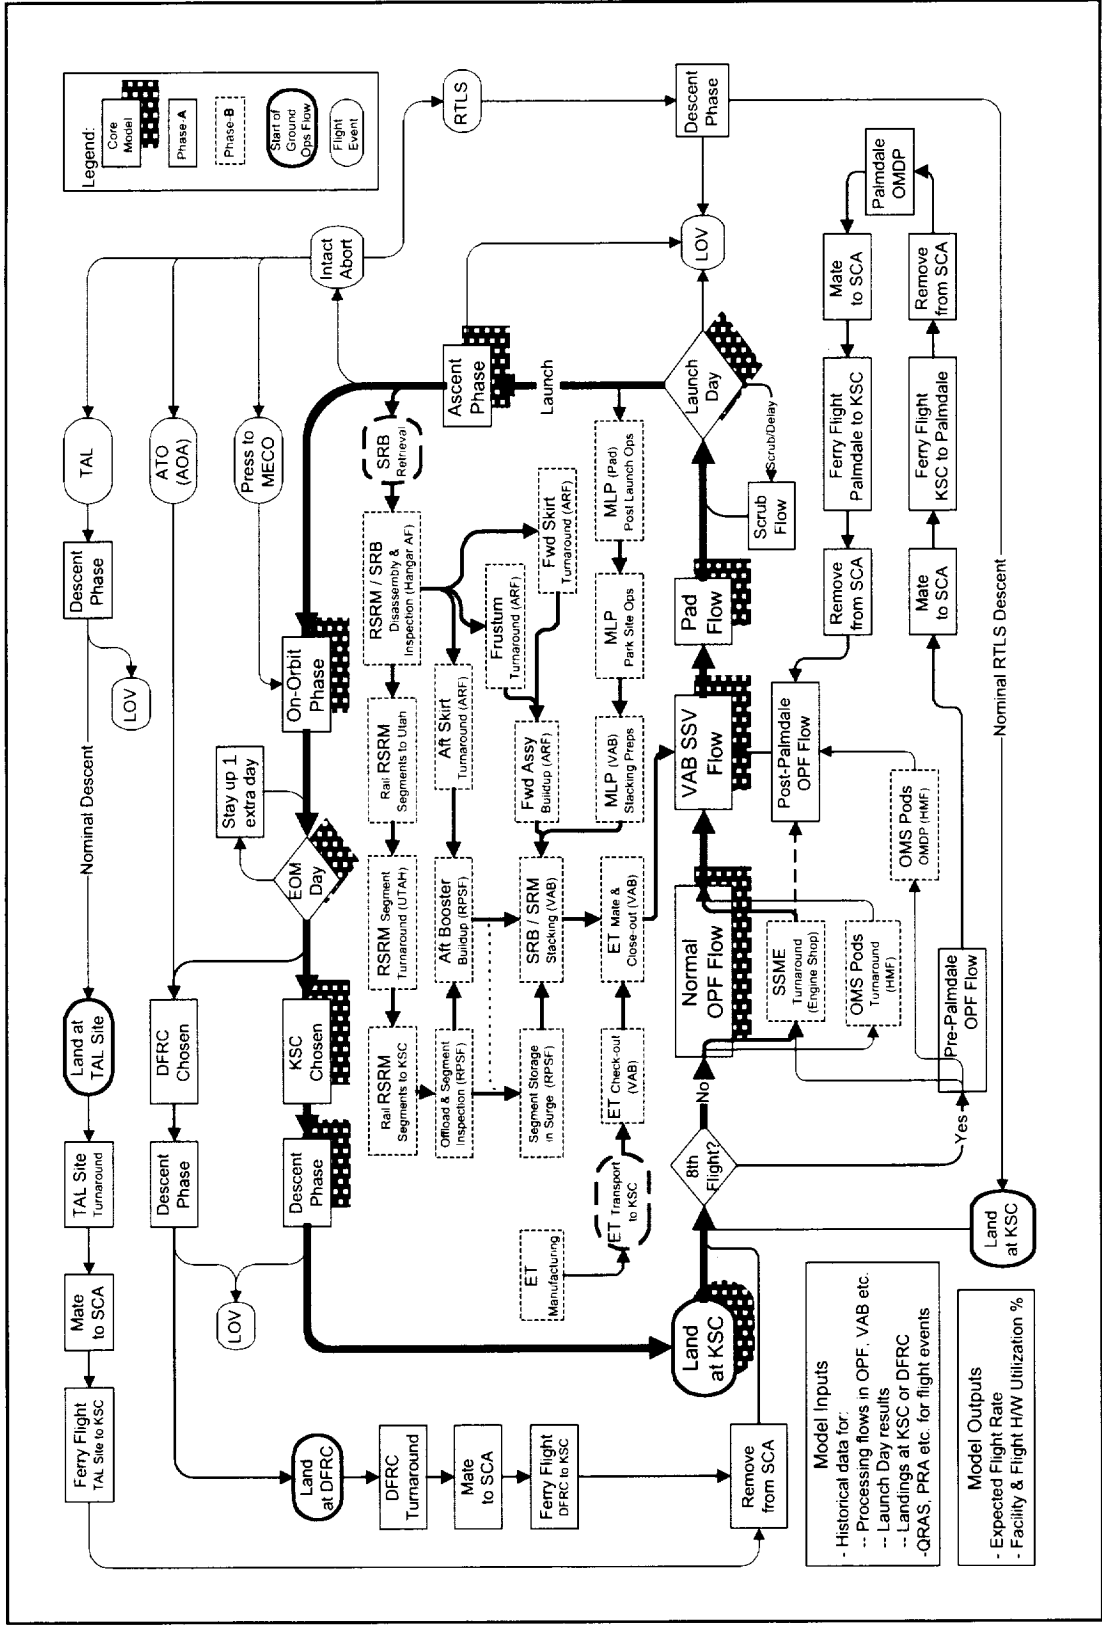 Ferry Flight
TAL Site to KSC
Mate
to SCA
TAL Site
Turnaround
Land at
TAL Site
Nominal Descent
Descent
Phase
LOV
TAL
Legend:
Core
Model
Phase-A
Phase-B
Start of
Ground
Ops Flow
Flight
Event
Descent
Phase
DFRC
Chosen
ATO
(AOA)
LOV
Stay up 1
extra day
Press to
MECO
Descent
Phase
KSC
Chosen
EOM
Day
On-Orbit
Phase
Intact
Abort
RTLS
Land
at DFRC
DFRC
Turnaround
Mate
to SCA
Ferry Flight
DFRC to KSC
Rail RSRM
Segments to KSC
RSRM Segment
Turnaround (UTAH)
Rail RSRM
Segments to Utah
RSRM / SRB
Disassembly &
Inspection (Hangar AF)
SRB
Retrieval
Ascent
Phase
Offload & Segment
Inspection (RPSF)
Aft Booster
Buildup (RPSF)
Aft Skirt
Turnaround (ARF)
Frustum
Turnaround (ARF)
Fwd Skirt
Turnaround (ARF)
Launch
ET
Manufacturing
Segment Storage
in Surge (RPSF)
SRB / SRM
Stacking (VAB)
Fwd Assy
Buildup (ARF)
ET Transport
to KSC
ET Check-out
(VAB)
ET Mate &
Close-out (VAB)
MLP (VAB)
Stacking Preps
MLP
Park Site Ops
MLP (Pad)
Post Launch Ops
LOV
Descent
Phase
Land
at KSC
8th
Flight?
No
Yes
Normal
OPF Flow
VAB SSV
Flow
Pad
Flow
Launch
Day
Scrub/Delay
Scrub
Flow
Remove
from SCA
SSME
Turnaround
(Engine Shop)
Post-Palmdale
OPF Flow
Remove
from SCA
Ferry Flight
Palmdale to KSC
Mate
to SCA
Palmdale
OMDP
OMS Pods
Turnaround
(HMF)
OMS Pods
OMDP (HMF)
Pre-Palmdale
OPF Flow
Mate
to SCA
Ferry Flight
KSC to Palmdale
Remove
from SCA
Land
at KSC
Nominal RTLS Descent
Model Inputs
- Historical data for:
-- Processing flows in OPF, VAB etc.
-- Launch Day results
-- Landings at KSC or DFRC
-QRAS, PRA etc. for flight events
Model Outputs
- Expected Flight Rate
- Facility & Flight H/W Utilization %